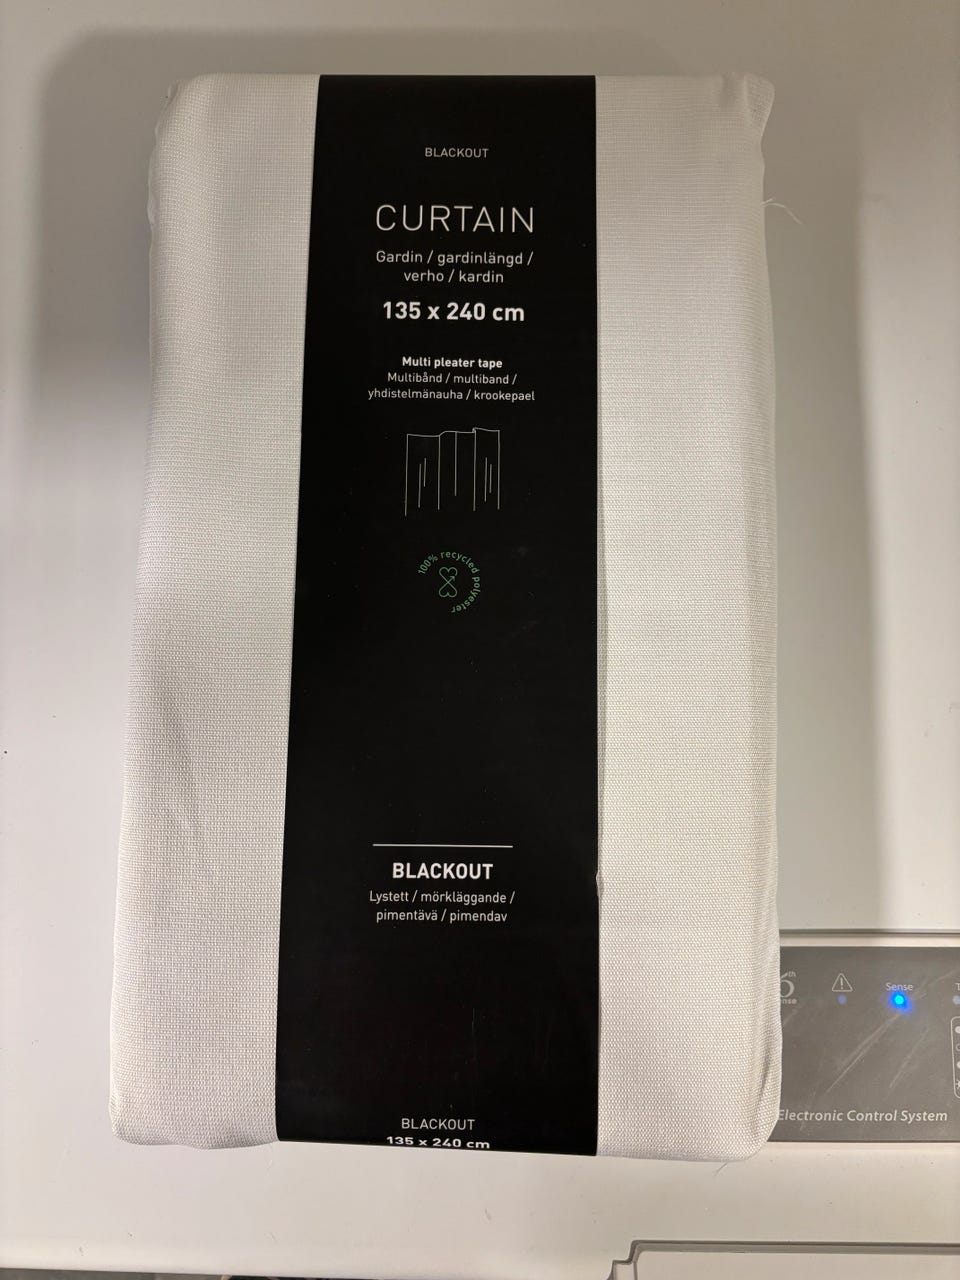 BLACKOUT
CURTAIN
Gardin / gardinlängd /
verho / kardin
135 x 240 cm
Multi pleater tape
Multibånd / multiband /
yhdistelmänauha / krookepael
100% recycled polyester
BLACKOUT
Lystett / mörkläggande /
pimentävä / pimendav
BLACKOUT
135 x 240 cm
th
Sense
Electronic Control System